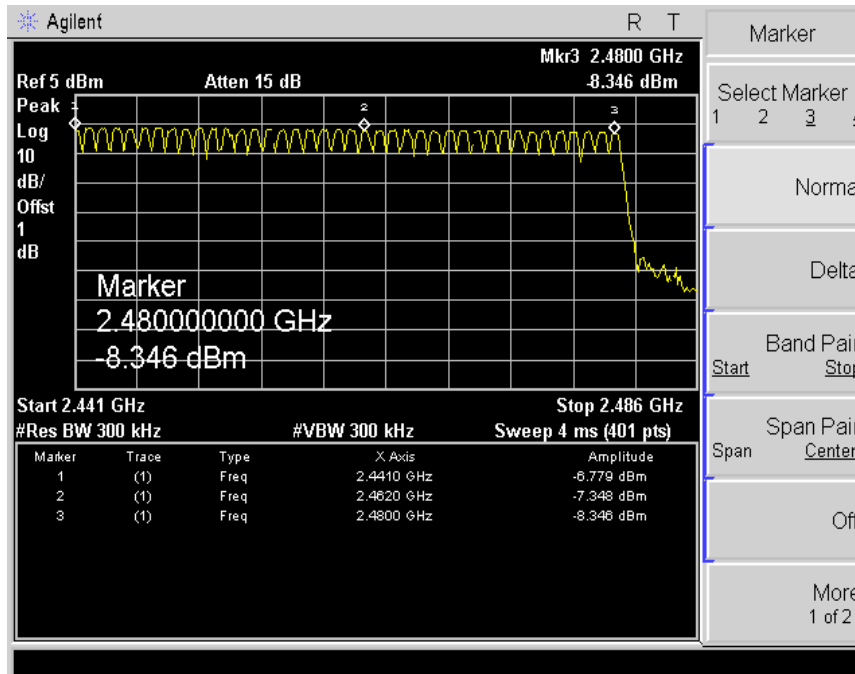 Agilent R T
Mkr3 2.4800 GHz
Ref 5 dBm Atten 15 dB -8.346 dBm
Peak
Log
10
dB/
Offst
1
dB
1 2 3
Marker
2.480000000 GHz
-8.346 dBm
Start 2.441 GHz Stop 2.486 GHz
#Res BW 300 kHz #VBW 300 kHz Sweep 4 ms (401 pts)
Marker Trace Type X Axis Amplitude
1 (1) Freq 2.4410 GHz -6.779 dBm
2 (1) Freq 2.4620 GHz -7.348 dBm
3 (1) Freq 2.4800 GHz -8.346 dBm
Marker
Select Marker
1 2 3
Norma
Delta
Band Pair
Start Stop
Span Pair
Span Center
Off
More
1 of 2